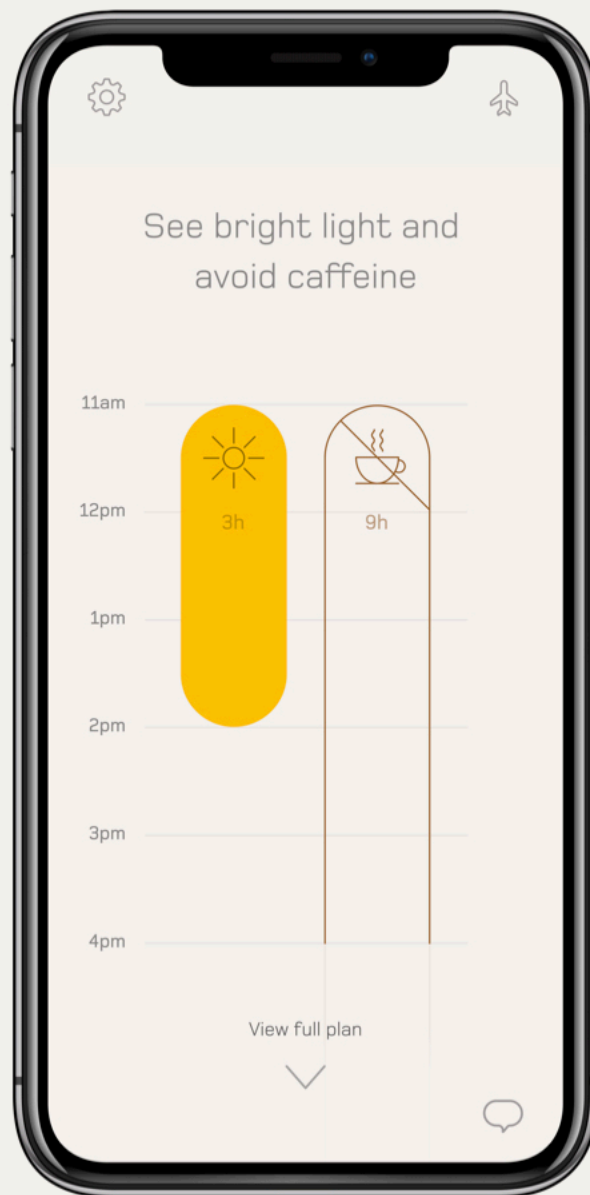 See bright light and
avoid caffeine
11am
12pm
3h
9h
1pm
2pm
3pm
4pm
View full plan